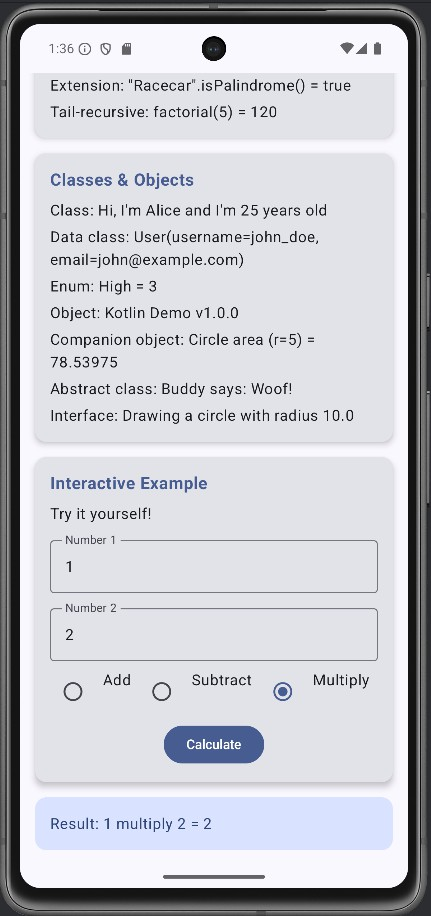 1:36
Extension: "Racecar".isPalindrome() = true
Tail-recursive: factorial(5) = 120
Classes & Objects
Class: Hi, I'm Alice and I'm 25 years old
Data class: User(username=john_doe,
email=john@example.com)
Enum: High = 3
Object: Kotlin Demo v1.0.0
Companion object: Circle area (r=5) =
78.53975
Abstract class: Buddy says: Woof!
Interface: Drawing a circle with radius 10.0
Interactive Example
Try it yourself!
Number 1
1
Number 2
2
Add Subtract Multiply
Calculate
Result: 1 multiply 2 = 2